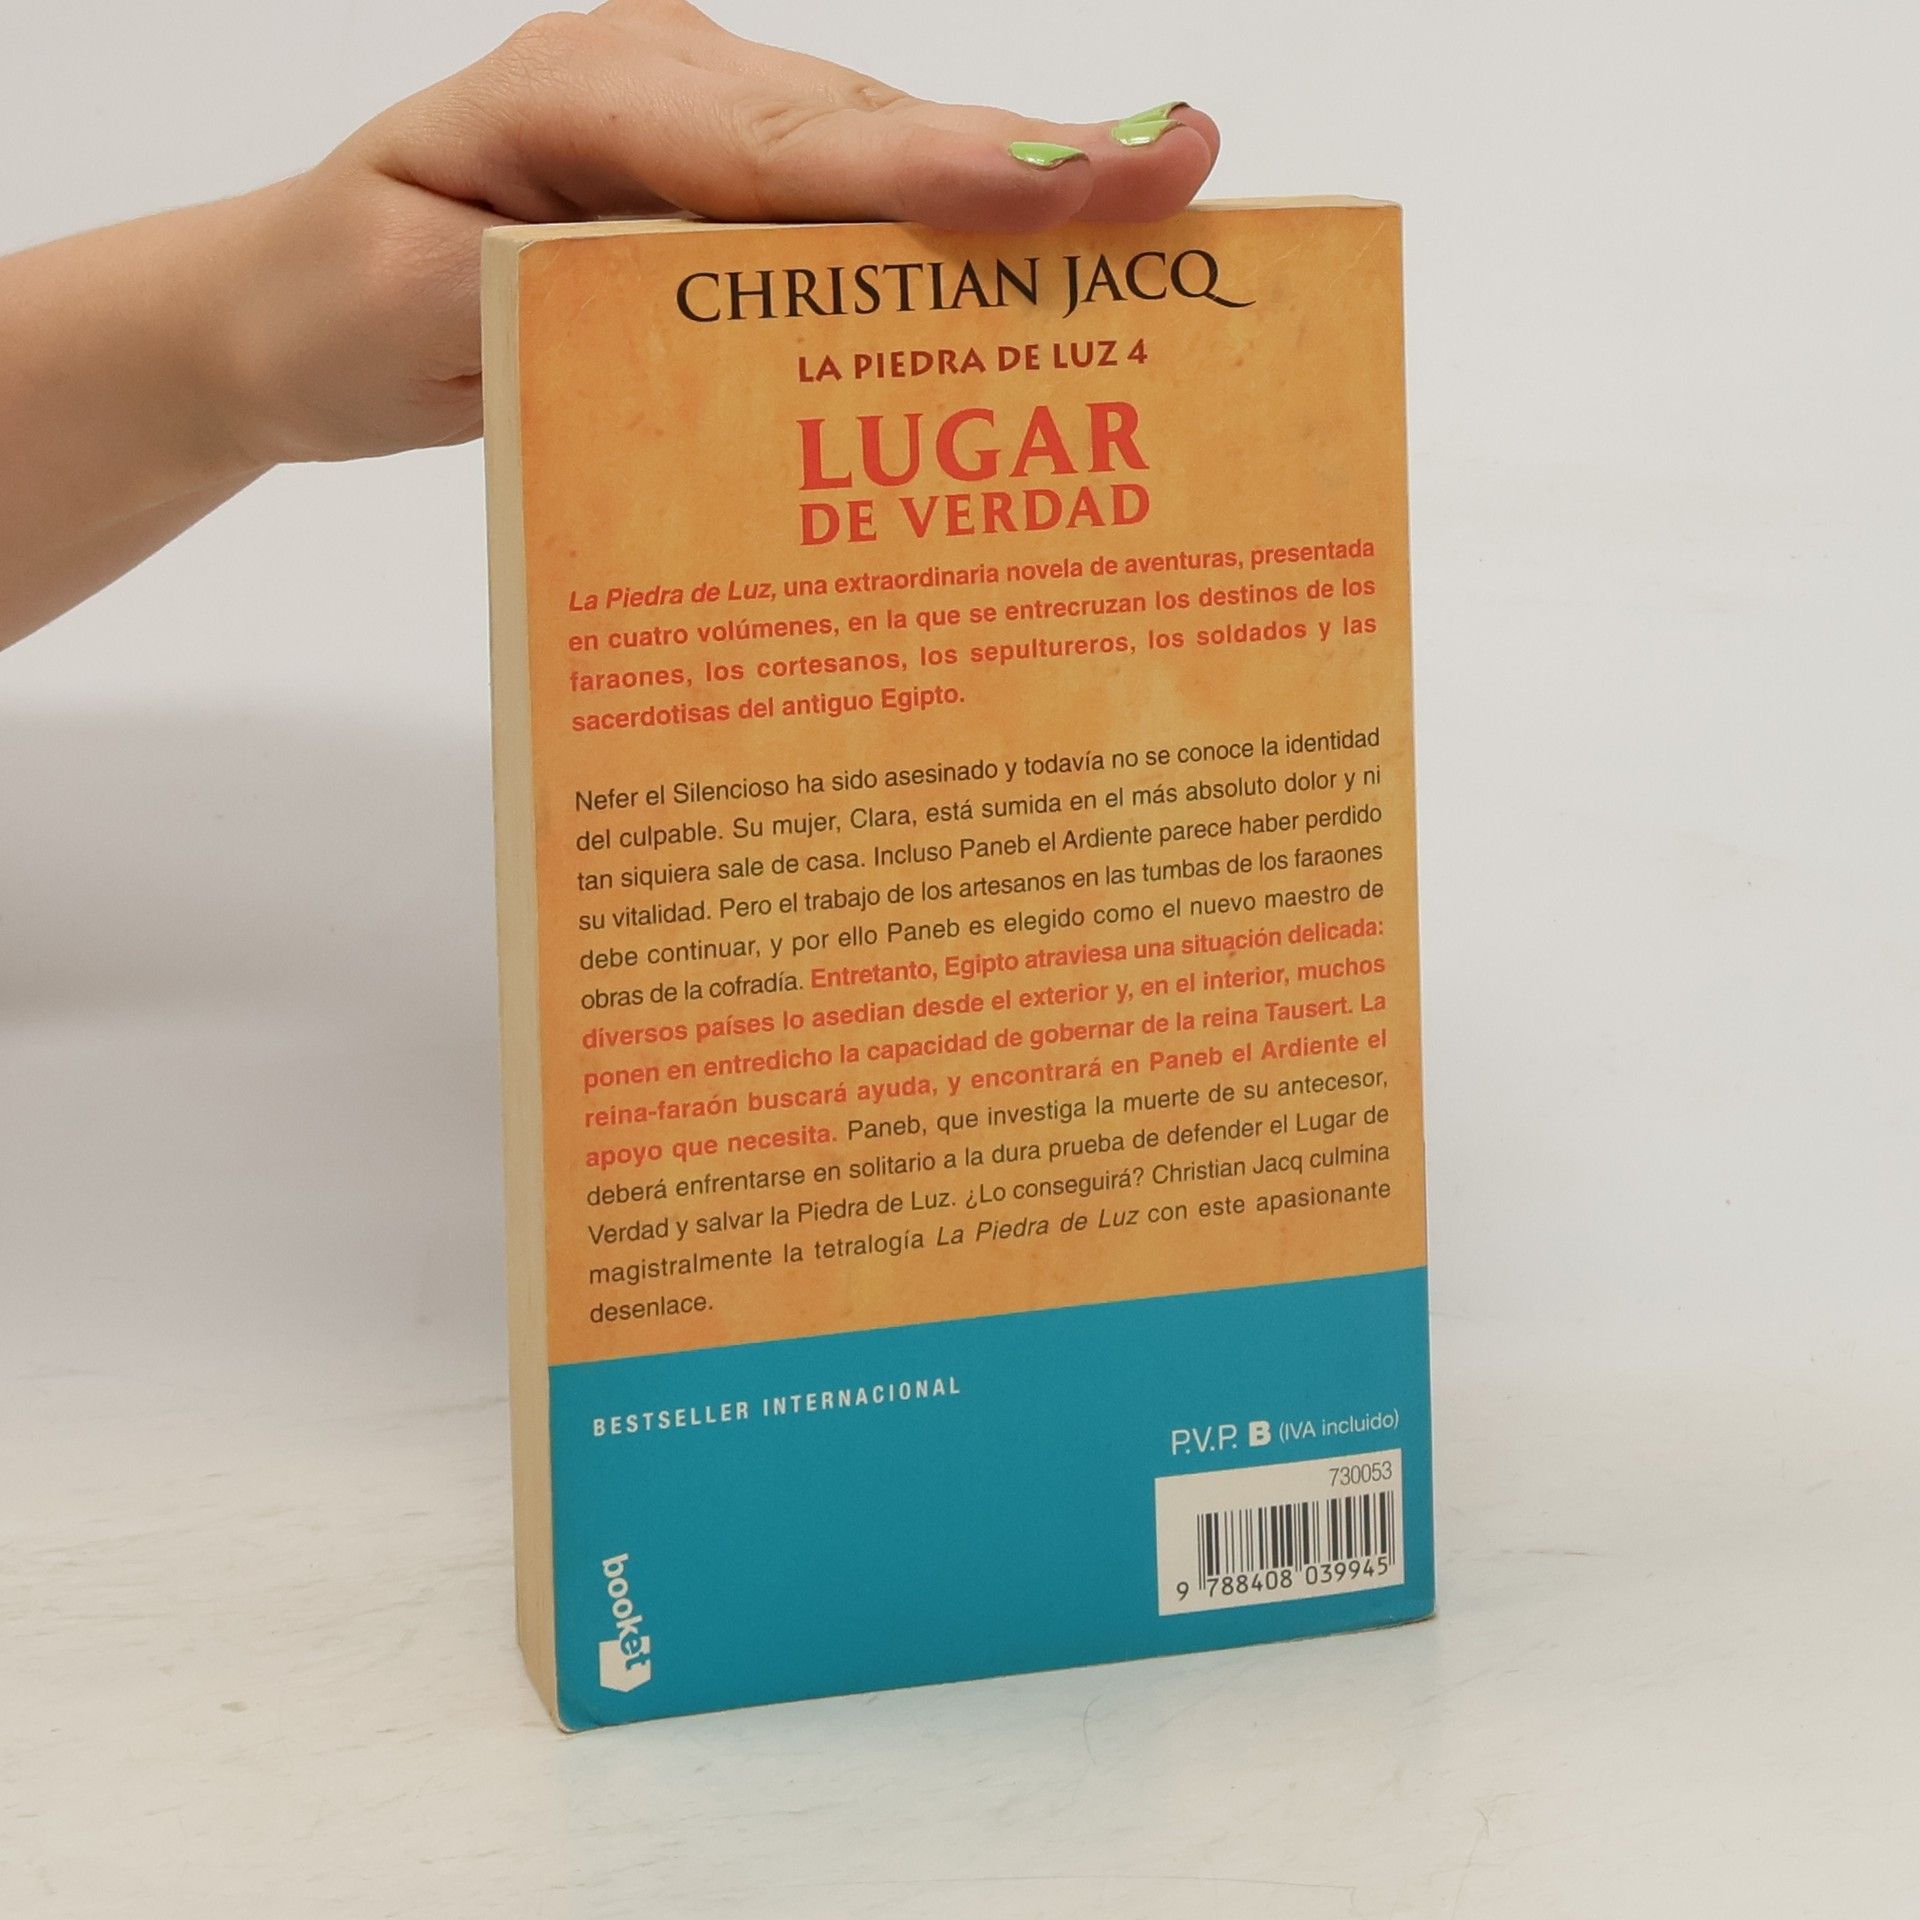 CHRISTIAN JACQ
LA PIEDRA DE LUZ 4
LUGAR
DE VERDAD
La Piedra de Luz, una extraordinaria novela de aventuras, presentada
en cuatro volúmenes, en la que se entrecruzan los destinos de los
faraones, los cortesanos, los sepultureros, los soldados y las
sacerdotisas del antiguo Egipto.
Nefer el Silencioso ha sido asesinado y todavía no se conoce la identidad
del culpable. Su mujer, Clara, está sumida en el más absoluto dolor y ni
tan siquiera sale de casa. Incluso Paneb el Ardiente parece haber perdido
su vitalidad. Pero el trabajo de los artesanos en las tumbas de los faraones
debe continuar, y por ello Paneb es elegido como el nuevo maestro de
obras de la cofradía. Entretanto, Egipto atraviesa una situación delicada:
diversos países lo asedian desde el exterior y, en el interior, muchos
ponen en entredicho la capacidad de gobernar de la reina Tausert. La
reina-faraón buscará ayuda, y encontrará en Paneb el Ardiente el
apoyo que necesita. Paneb, que investiga la muerte de su antecesor,
deberá enfrentarse en solitario a la dura prueba de defender el Lugar de
Verdad y salvar la Piedra de Luz. ¿Lo conseguirá? Christian Jacq culmina
magistralmente la tetralogía La Piedra de Luz con este apasionante
desenlace.
BESTSELLER INTERNACIONAL
P.V.P. B (IVA incluido)
730053
9 788408 039945
booket